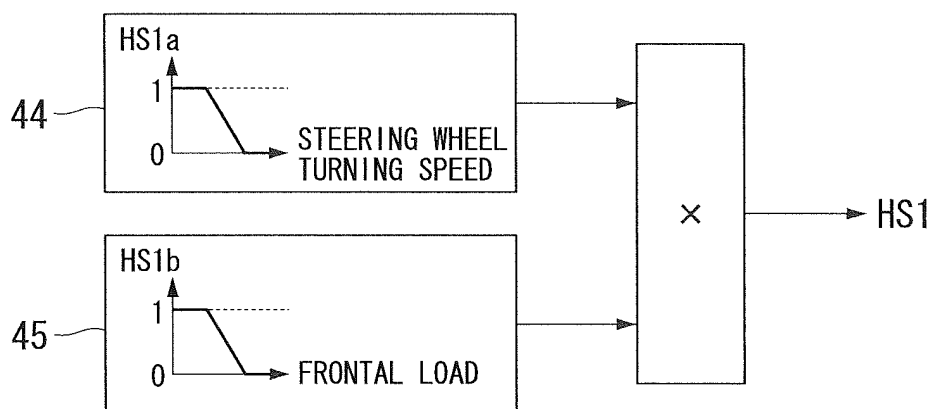 HS1a
1
0
STEERING WHEEL
TURNING SPEED
44
HS1b
1
0
FRONTAL LOAD
45
×
HS1